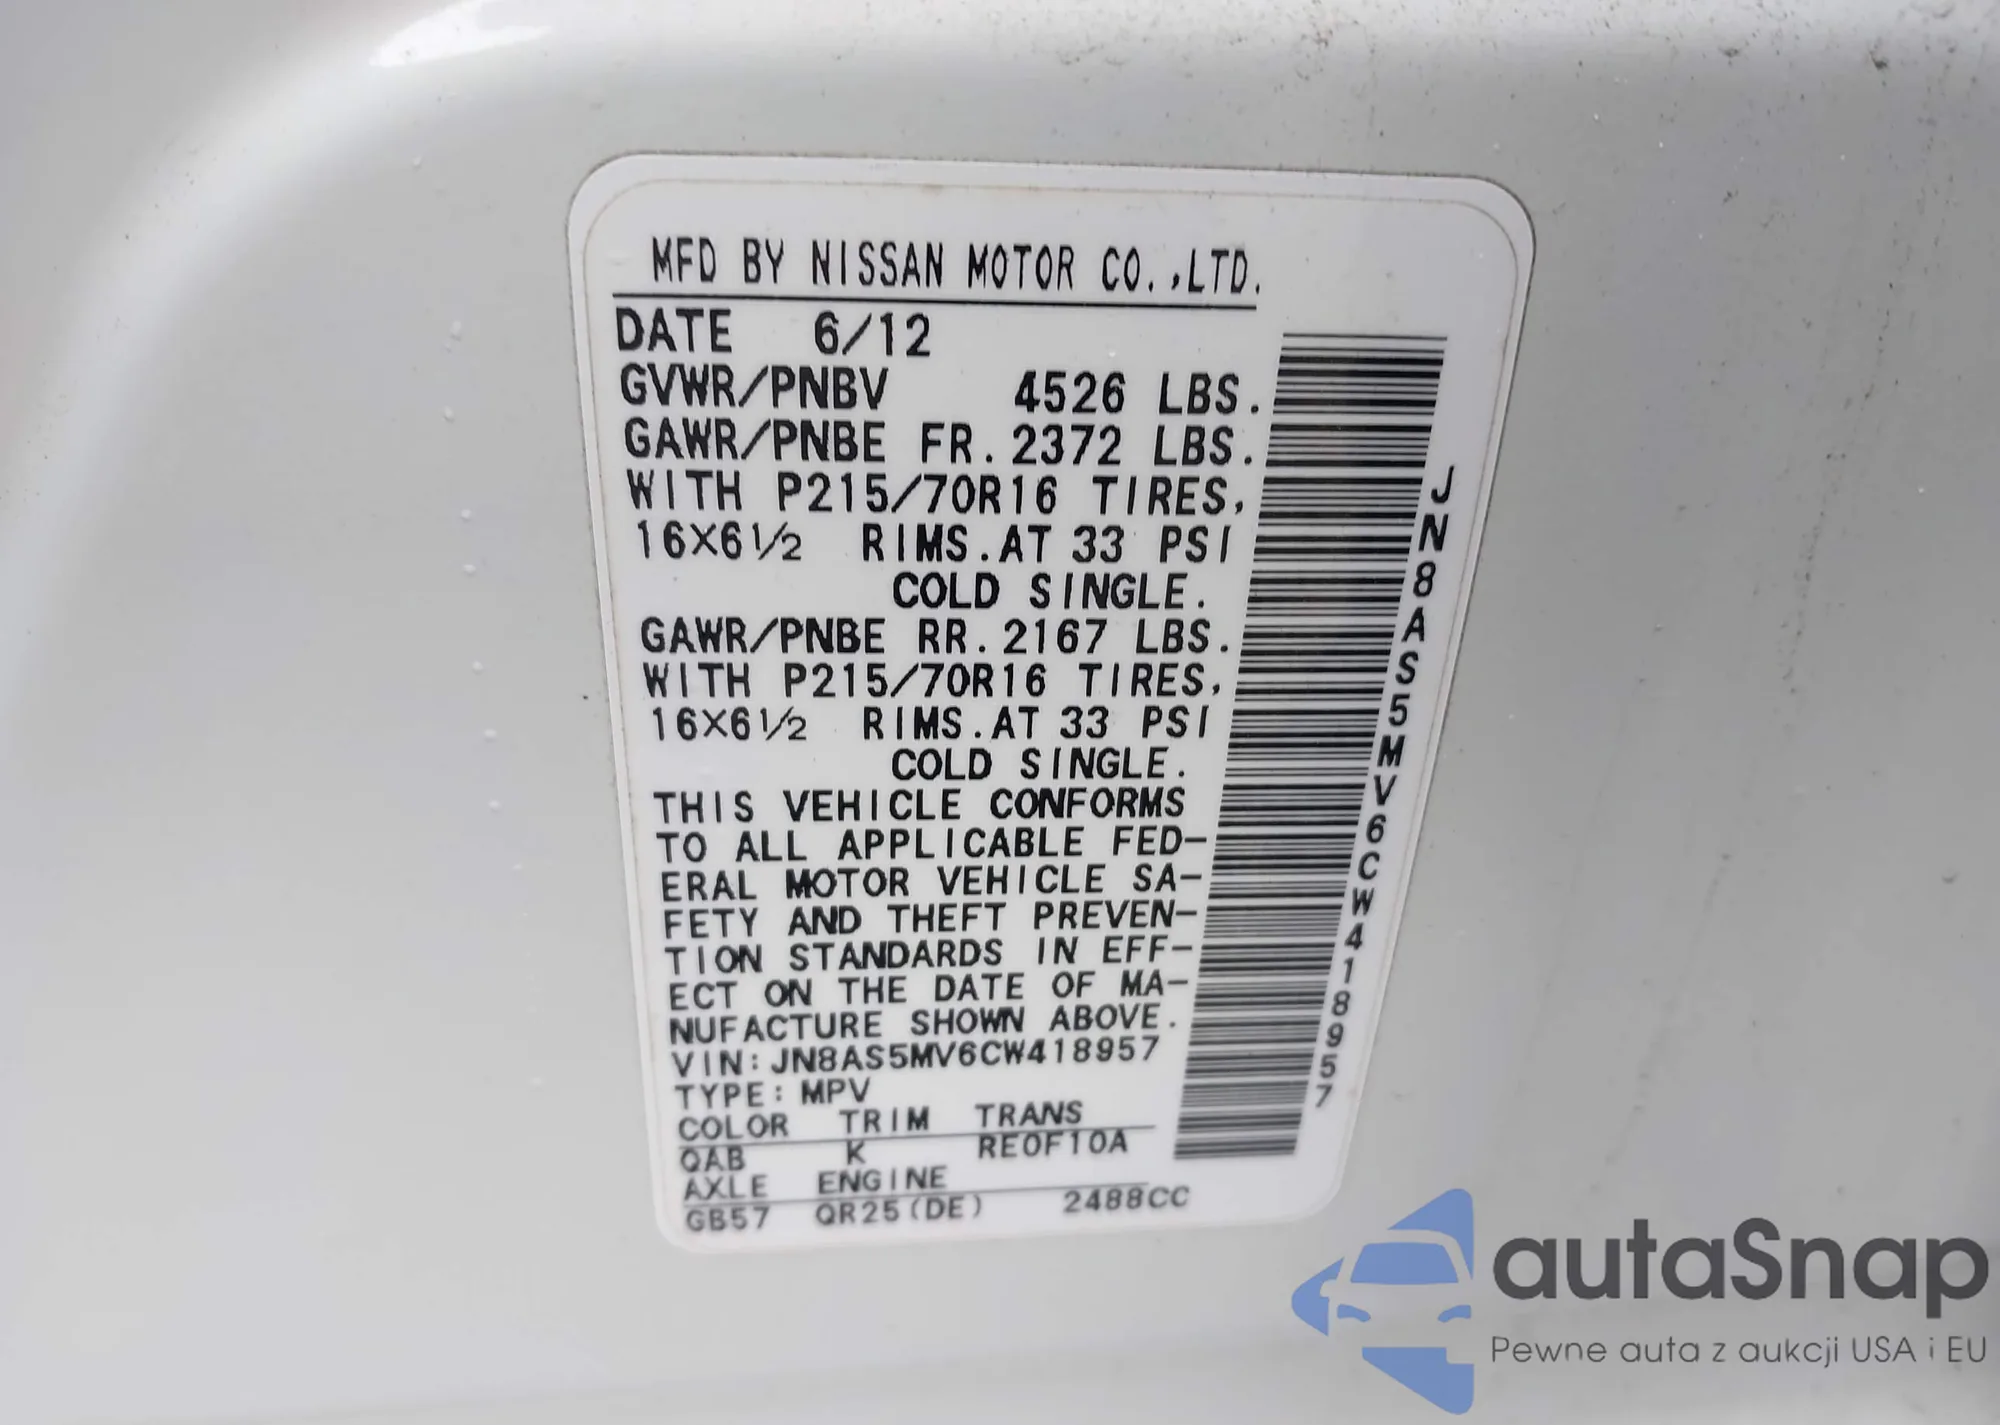 MFD BY NISSAN MOTOR CO.,LTD.
DATE 6/12
GVWR/PNBV 4526 LBS.
GAWR/PNBE FR. 2372 LBS.
WITH P215/70R16 TIRES,
16X6 1/2 RIMS.AT 33 PSI
COLD SINGLE.
GAWR/PNBE RR. 2167 LBS.
WITH P215/70R16 TIRES,
16X6 1/2 RIMS.AT 33 PSI
COLD SINGLE.
THIS VEHICLE CONFORMS
TO ALL APPLICABLE FED-
ERAL MOTOR VEHICLE SA-
FETY AND THEFT PREVEN-
TION STANDARDS IN EFF-
ECT ON THE DATE OF MA-
NUFACTURE SHOWN ABOVE.
VIN:JN8AS5MV6CW418957
TYPE:MPV
COLOR TRIM TRANS
QAB K RE0F10A
AXLE ENGINE
GB57 QR25(DE) 2488CC
JN8AS5MV6CW418957
autaSnap
Pewne auta z aukcji USA i EU